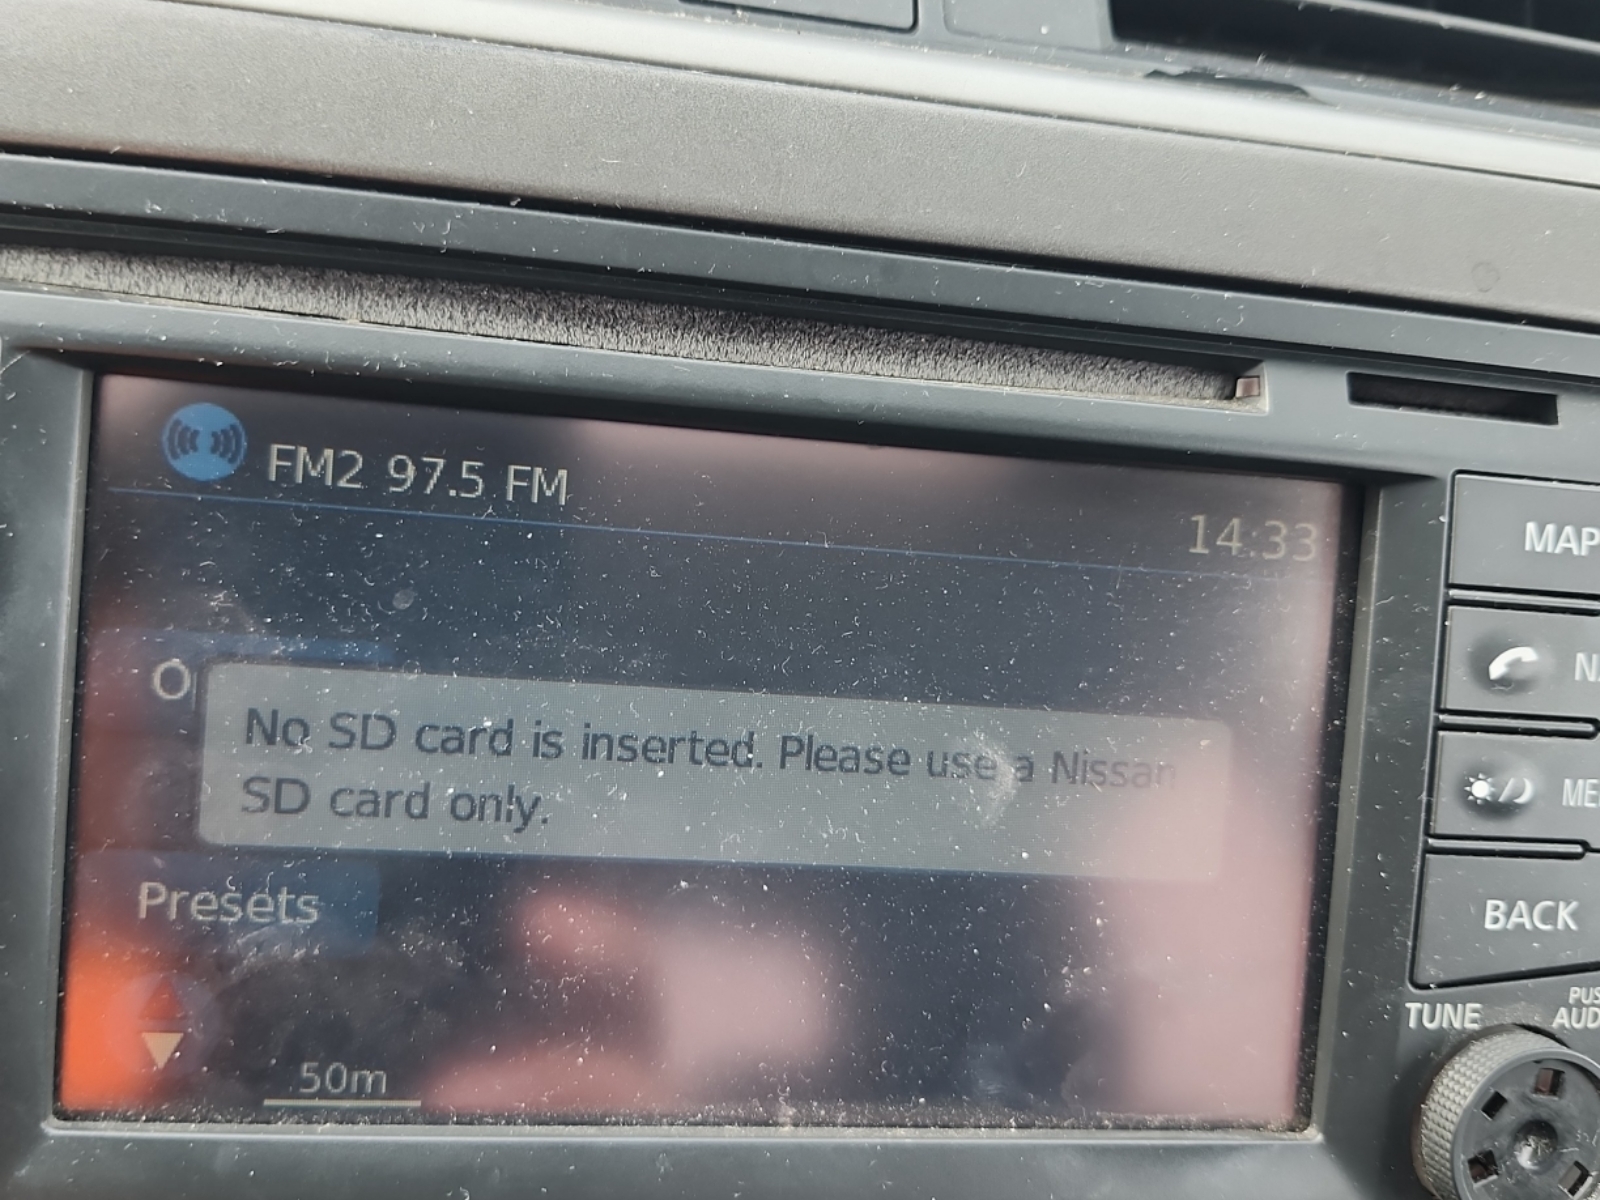 FM2 97.5 FM
14:33
No SD card is inserted. Please use a Nissan
SD card only.
Presets
50m
MAP
BACK
TUNE